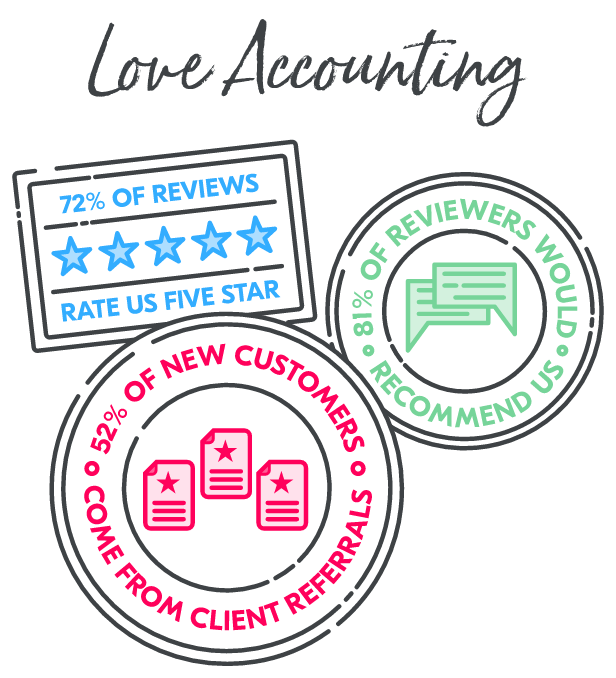 Love Accounting
72% OF REVIEWS
RATE US FIVE STAR
81% OF REVIEWERS WOULD
RECOMMEND US
52% OF NEW CUSTOMERS
COME FROM CLIENT REFERRALS